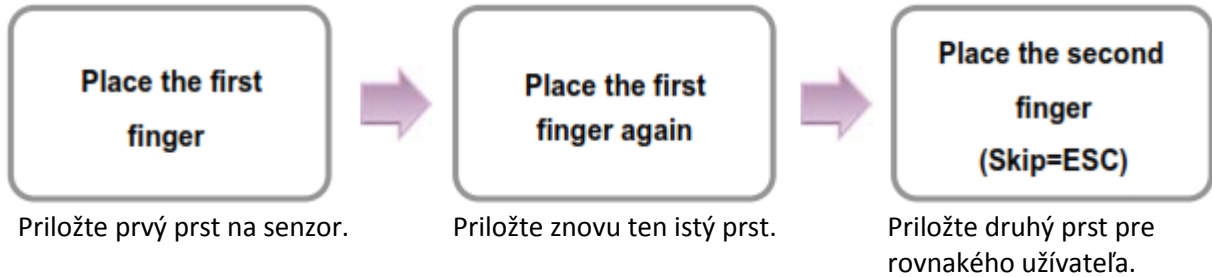 Place the first
finger
Priložte prvý prst na senzor.
Place the first
finger again
Priložte znovu ten istý prst.
Place the second
finger
(Skip=ESC)
Priložte druhý prst pre
rovnakého užívateľa.